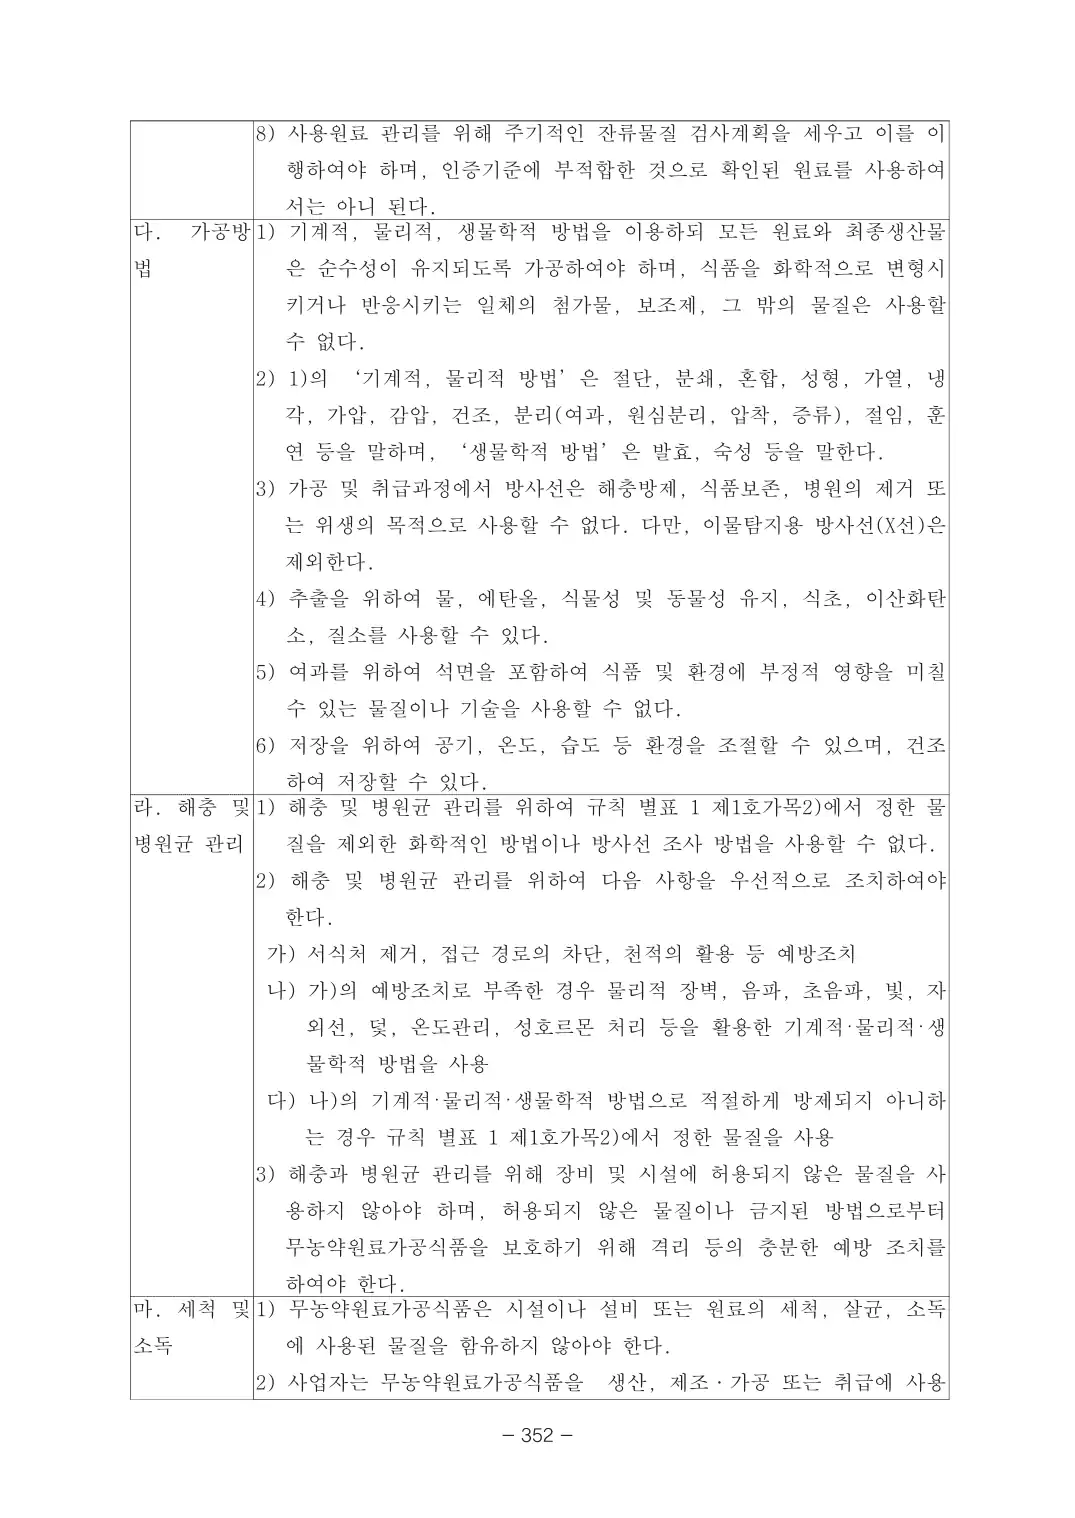 8) 사용원료 관리를 위해 주기적인 잔류물질 검사계획을 세우고 이를 이
행하여야 하며, 인증기준에 부적합한 것으로 확인된 원료를 사용하여
서는 아니 된다.
다. 가공방 1) 기계적, 물리적, 생물학적 방법을 이용하되 모든 원료와 최종생산물
법 은 순수성이 유지되도록 가공하여야 하며, 식품을 화학적으로 변형시
키거나 반응시키는 일체의 첨가물, 보조제, 그 밖의 물질은 사용할
수 없다.
2) 1)의 ‘기계적, 물리적 방법’은 절단, 분쇄, 혼합, 성형, 가열, 냉
각, 가압, 감압, 건조, 분리(여과, 원심분리, 압착, 증류), 절임, 훈
연 등을 말하며, ‘생물학적 방법’은 발효, 숙성 등을 말한다.
3) 가공 및 취급과정에서 방사선은 해충방제, 식품보존, 병원의 제거 또
는 위생의 목적으로 사용할 수 없다. 다만, 이물탐지용 방사선(X선)은
제외한다.
4) 추출을 위하여 물, 에탄올, 식물성 및 동물성 유지, 식초, 이산화탄
소, 질소를 사용할 수 있다.
5) 여과를 위하여 석면을 포함하여 식품 및 환경에 부정적 영향을 미칠
수 있는 물질이나 기술을 사용할 수 없다.
6) 저장을 위하여 공기, 온도, 습도 등 환경을 조절할 수 있으며, 건조
하여 저장할 수 있다.
라. 해충 및 1) 해충 및 병원균 관리를 위하여 규칙 별표 1 제1호가목2)에서 정한 물
병원균 관리 질을 제외한 화학적인 방법이나 방사선 조사 방법을 사용할 수 없다.
2) 해충 및 병원균 관리를 위하여 다음 사항을 우선적으로 조치하여야
한다.
가) 서식처 제거, 접근 경로의 차단, 천적의 활용 등 예방조치
나) 가)의 예방조치로 부족한 경우 물리적 장벽, 음파, 초음파, 빛, 자
외선, 덫, 온도관리, 성호르몬 처리 등을 활용한 기계적·물리적·생
물학적 방법을 사용
다) 나)의 기계적·물리적·생물학적 방법으로 적절하게 방제되지 아니하
는 경우 규칙 별표 1 제1호가목2)에서 정한 물질을 사용
3) 해충과 병원균 관리를 위해 장비 및 시설에 허용되지 않은 물질을 사
용하지 않아야 하며, 허용되지 않은 물질이나 금지된 방법으로부터
무농약원료가공식품을 보호하기 위해 격리 등의 충분한 예방 조치를
하여야 한다.
마. 세척 및 1) 무농약원료가공식품은 시설이나 설비 또는 원료의 세척, 살균, 소독
소독 에 사용된 물질을 함유하지 않아야 한다.
2) 사업자는 무농약원료가공식품을 생산, 제조·가공 또는 취급에 사용
- 352 -